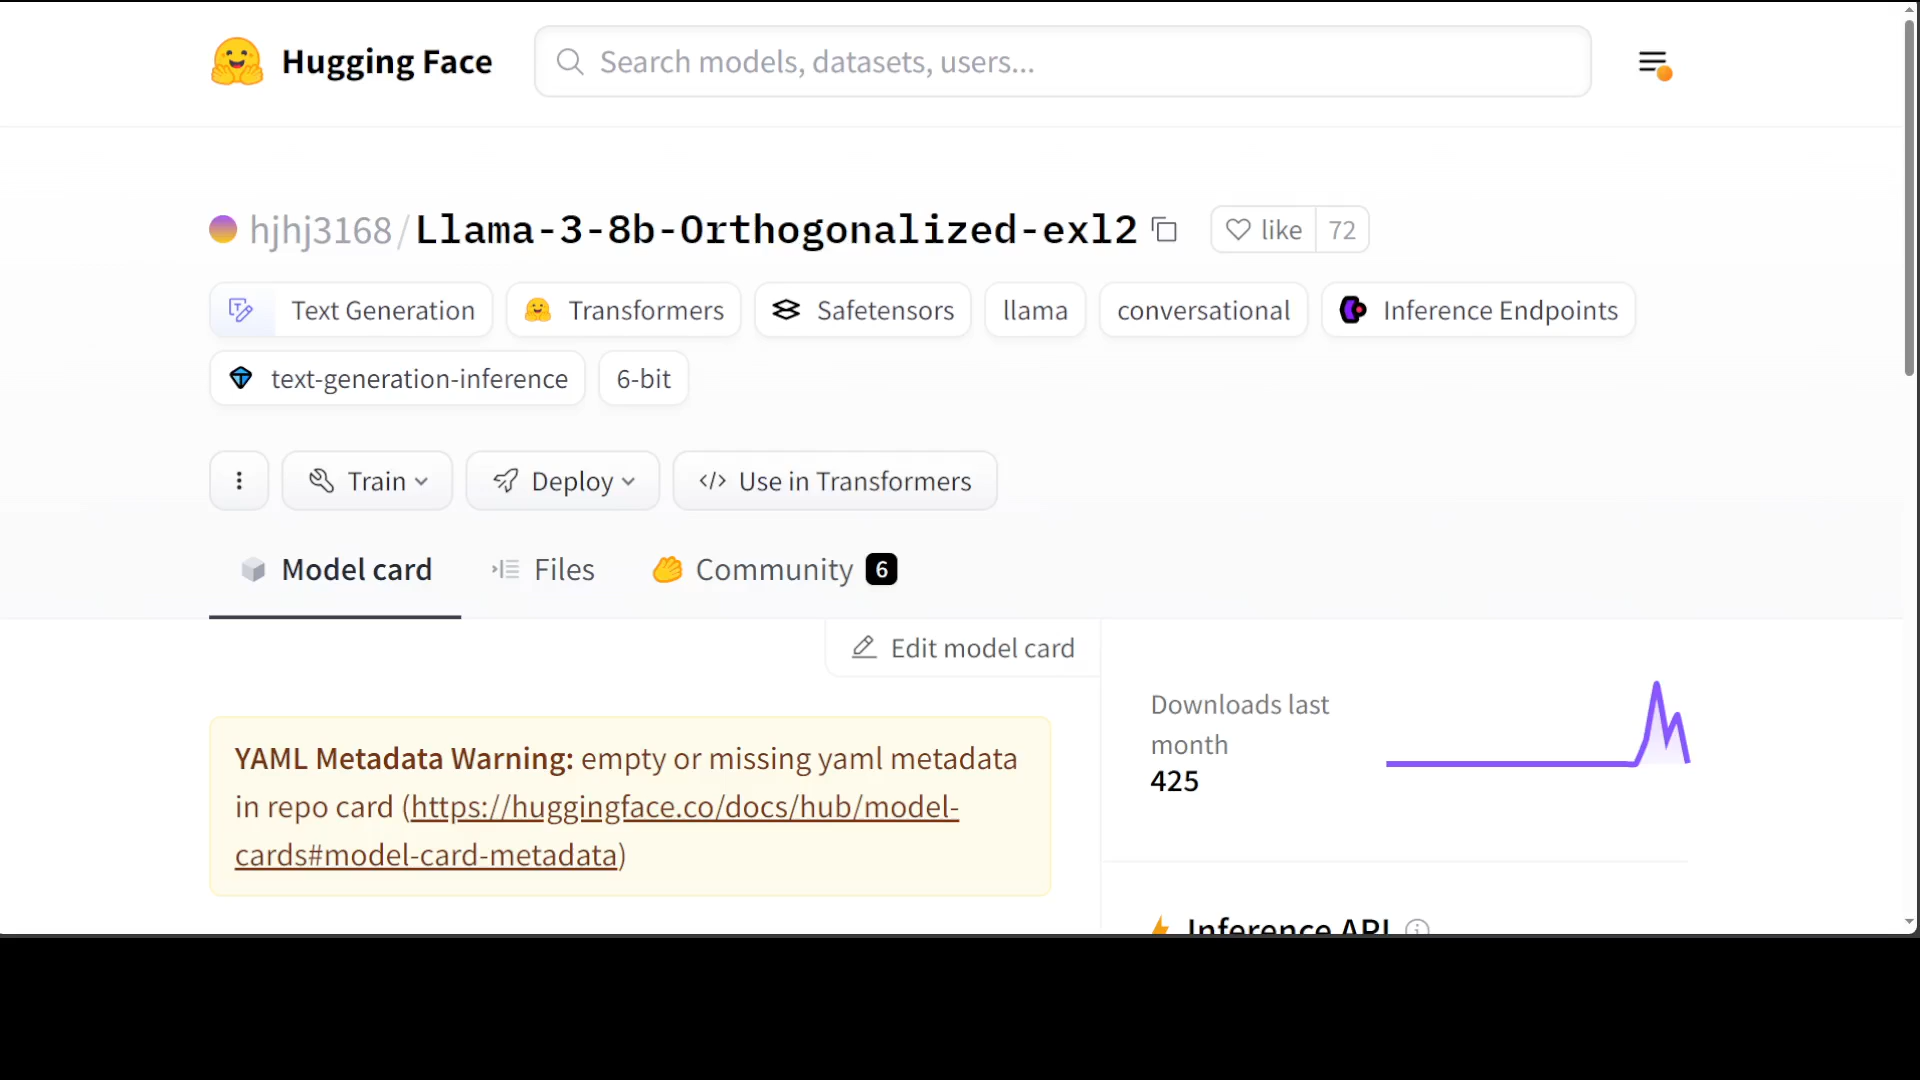 Hugging Face
Search models, datasets, users...
hjhj3168/Llama-3-8b-Orthogonalized-exl2
like 72
Text Generation Transformers Safetensors llama conversational Inference Endpoints
text-generation-inference 6-bit
Train Deploy </> Use in Transformers
Model card Files Community 6
Edit model card
YAML Metadata Warning: empty or missing yaml metadata
in repo card (https://huggingface.co/docs/hub/model-
cards#model-card-metadata)
Downloads last
month
425
Inference API